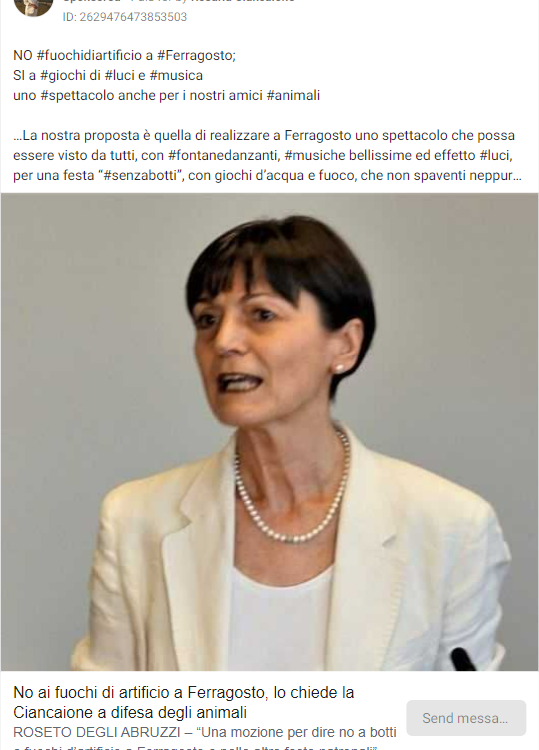 ID: 2629476473853503
NO #fuochidiartificio a #Ferragosto;
SI a #giochi di #luci e #musica
uno #spettacolo anche per i nostri amici #animali
...La nostra proposta è quella di realizzare a Ferragosto uno spettacolo che possa
essere visto da tutti, con #fontanedanzanti, #musiche bellissime ed effetto #luci,
per una festa “#senzabotti”, con giochi d’acqua e fuoco, che non spaventi neppur...
No ai fuochi di artificio a Ferragosto, lo chiede la
Ciancaione a difesa degli animali
ROSETO DEGLI ABRUZZI – “Una mozione per dire no a botti
Send messa...